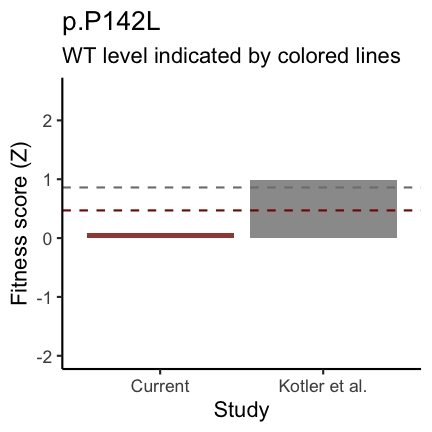 p.P142L
WT level indicated by colored lines
Fitness score (Z)
2
1
0
-1
-2
Current
Kotler et al.
Study